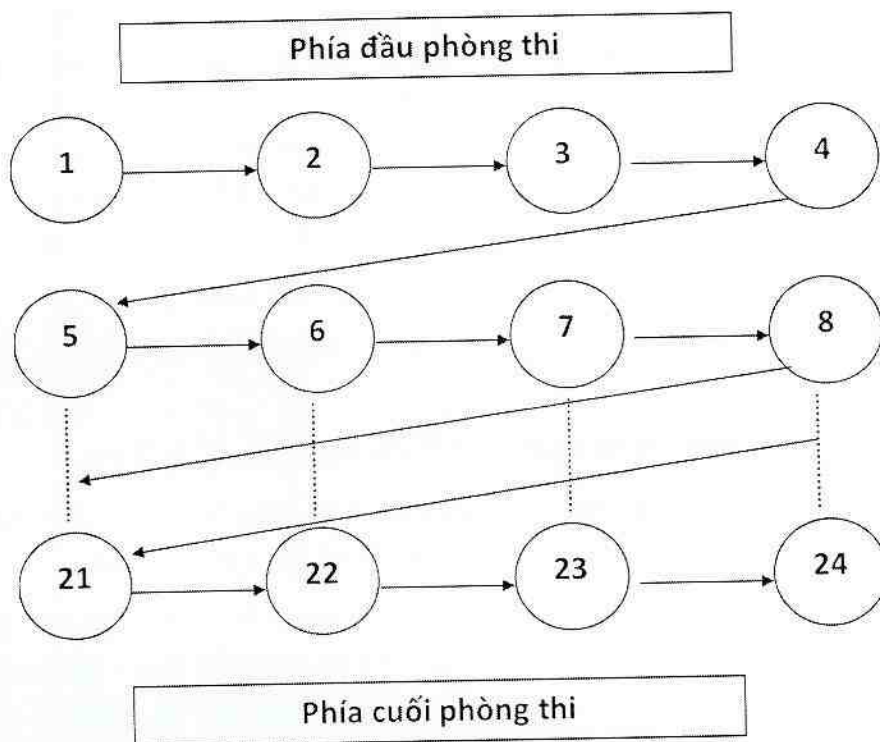 Phía đầu phòng thi
1 2 3 4
5 6 7 8
21 22 23 24
Phía cuối phòng thi